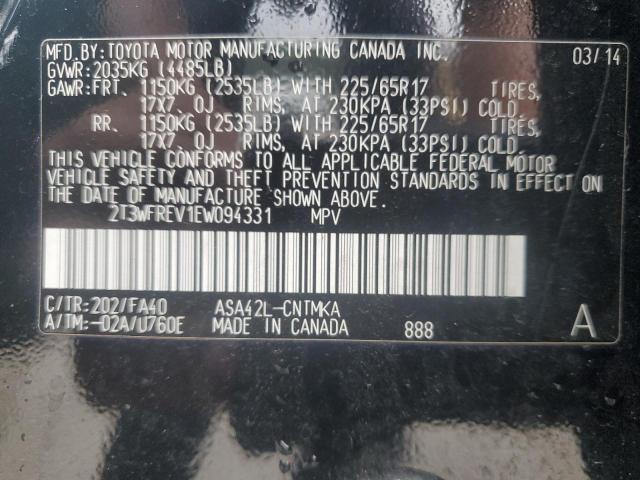 MFD.BY:TOYOTA MOTOR MANUFACTURING CANADA INC. 03/14
GVWR:2035KG (4485LB)
GAWR:FRT. 1150KG (2535LB) WITH 225/65R17 TIRES,
17X7. 0J RIMS, AT 230KPA (33PSI) COLD
RR. 1150KG (2535LB) WITH 225/65R17 TIRES,
17X7. 0J RIMS, AT 230KPA (33PSI) COLD.
THIS VEHICLE CONFORMS TO ALL APPLICABLE FEDERAL MOTOR
VEHICLE SAFETY AND THEFT PREVENTION STANDARDS IN EFFECT ON
THE DATE OF MANUFACTURE SHOWN ABOVE.
2T3WFREV1EW094331 MPV
C/TR:202/FA40 ASA42L-CNTMKA
A/TM:-02A/U760E MADE IN CANADA 888 A